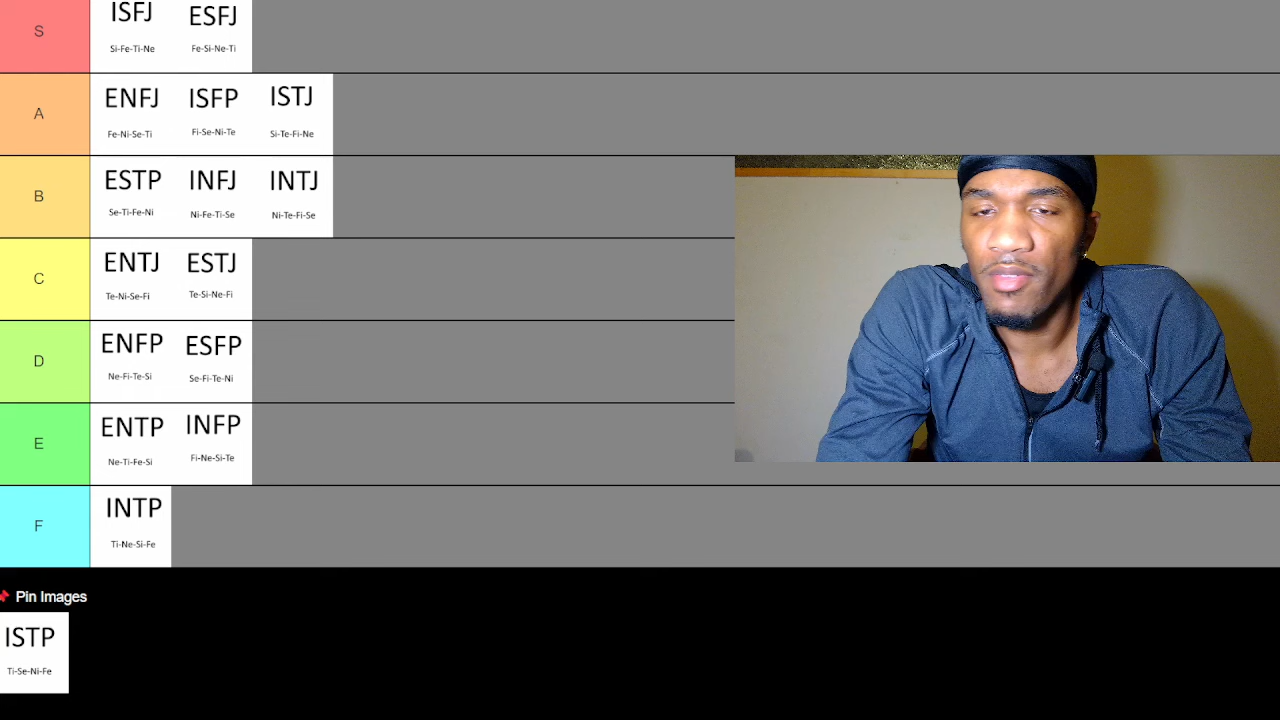 S
ISFJ ESFJ
Si-Fe-Ti-Ne Fe-Si-Ne-Ti
A
ENFJ ISFP ISTJ
Fe-Ni-Se-Ti Fi-Se-Ni-Te Si-Te-Fi-Ne
B
ESTP INFJ INTJ
Se-Ti-Fe-Ni Ni-Fe-Ti-Se Ni-Te-Fi-Se
C
ENTJ ESTJ
Te-Ni-Se-Fi Te-Si-Ne-Fi
D
ENFP ESFP
Ne-Fi-Te-Si Se-Fi-Te-Ni
E
ENTP INFP
Ne-Ti-Fe-Si Fi-Ne-Si-Te
F
INTP
Ti-Ne-Si-Fe
Pin Images
ISTP
Ti-Se-Ni-Fe